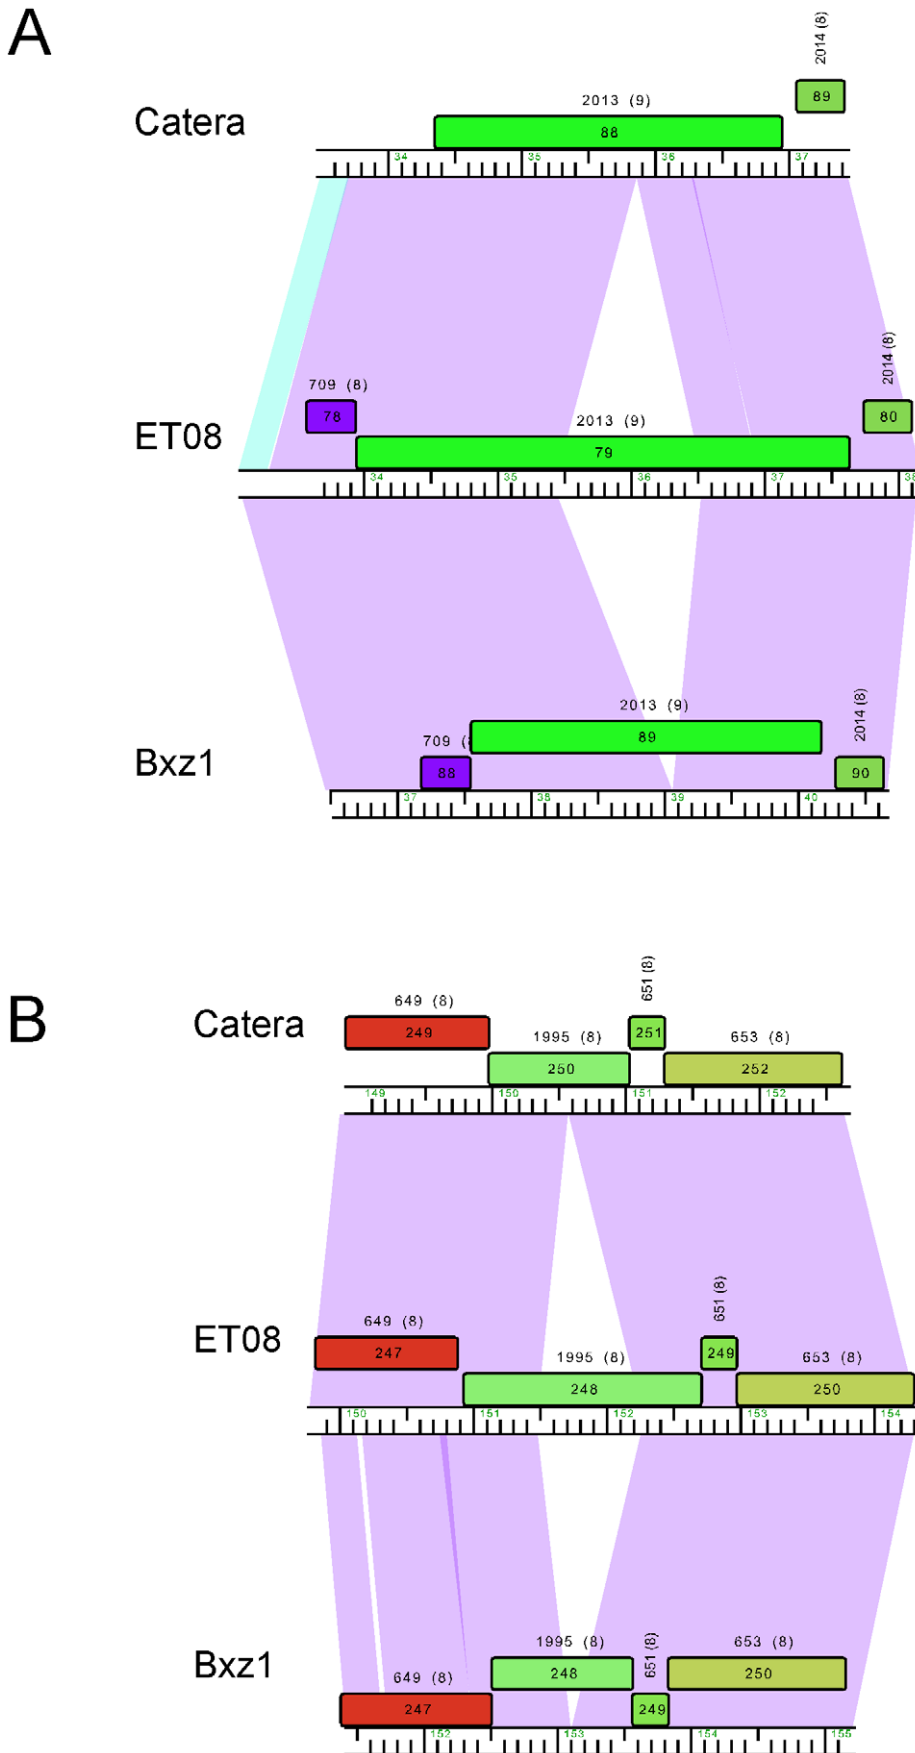 A
2014 (8)
89
2013 (9)
Catera
88
34 35 36 37
2014 (8)
709 (8)
78
80
2013 (9)
ET08
79
34 35 36 37 38
2014 (8)
2013 (9)
89
709 (
Bxz1
88
90
37 38 39 40
B
651 (8)
649 (8)
Catera
249
251
1995 (8)
653 (8)
250
252
149 150 151 152
651 (8)
649 (8)
ET08
247
249
1995 (8)
653 (8)
248
250
150 151 152 153 154
1995 (8)
651 (8)
653 (8)
Bxz1
248
250
649 (8)
247
249
152 153 154 155